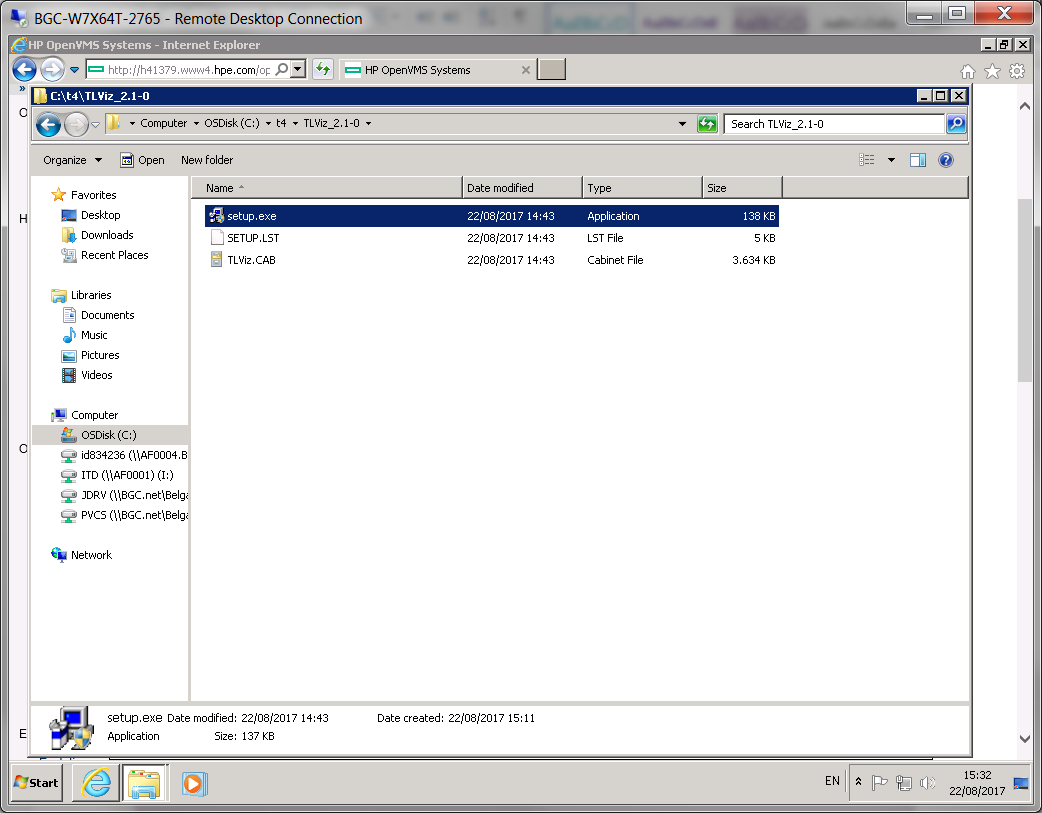 BGC-W7X64T-2765 - Remote Desktop Connection
HP OpenVMS Systems - Internet Explorer
http://h41379.www4.hpe.com/op
HP OpenVMS Systems
C:\t4\TLViz_2.1-0
Computer OSDisk (C:) t4 TLViz_2.1-0
Search TLViz_2.1-0
Organize Open New folder
Name Date modified Type Size
setup.exe 22/08/2017 14:43 Application 138 KB
SETUP.LST 22/08/2017 14:43 LST File 5 KB
TLViz.CAB 22/08/2017 14:43 Cabinet File 3.634 KB
Favorites
Desktop
Downloads
Recent Places
Libraries
Documents
Music
Pictures
Videos
Computer
OSDisk (C:)
id834236 (\\AF0004.B
ITD (\\AF0001) (I:)
JDRV (\\BGC.net\Belga
PVCS (\\BGC.net\Belga
Network
setup.exe Date modified: 22/08/2017 14:43 Date created: 22/08/2017 15:11
Application Size: 137 KB
Start
EN
15:32
22/08/2017